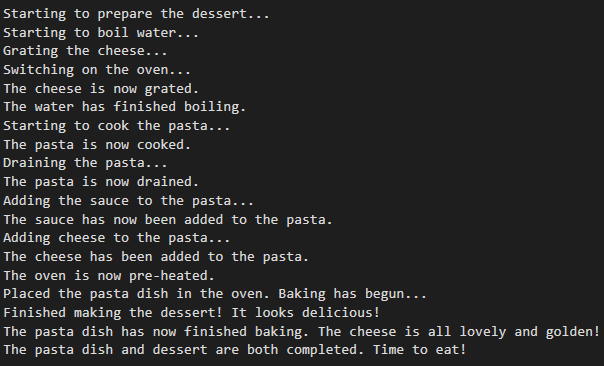 Starting to prepare the dessert...
Starting to boil water...
Grating the cheese...
Switching on the oven...
The cheese is now grated.
The water has finished boiling.
Starting to cook the pasta...
The pasta is now cooked.
Draining the pasta...
The pasta is now drained.
Adding the sauce to the pasta...
The sauce has now been added to the pasta.
Adding cheese to the pasta...
The cheese has been added to the pasta.
The oven is now pre-heated.
Placed the pasta dish in the oven. Baking has begun...
Finished making the dessert! It looks delicious!
The pasta dish has now finished baking. The cheese is all lovely and golden!
The pasta dish and dessert are both completed. Time to eat!